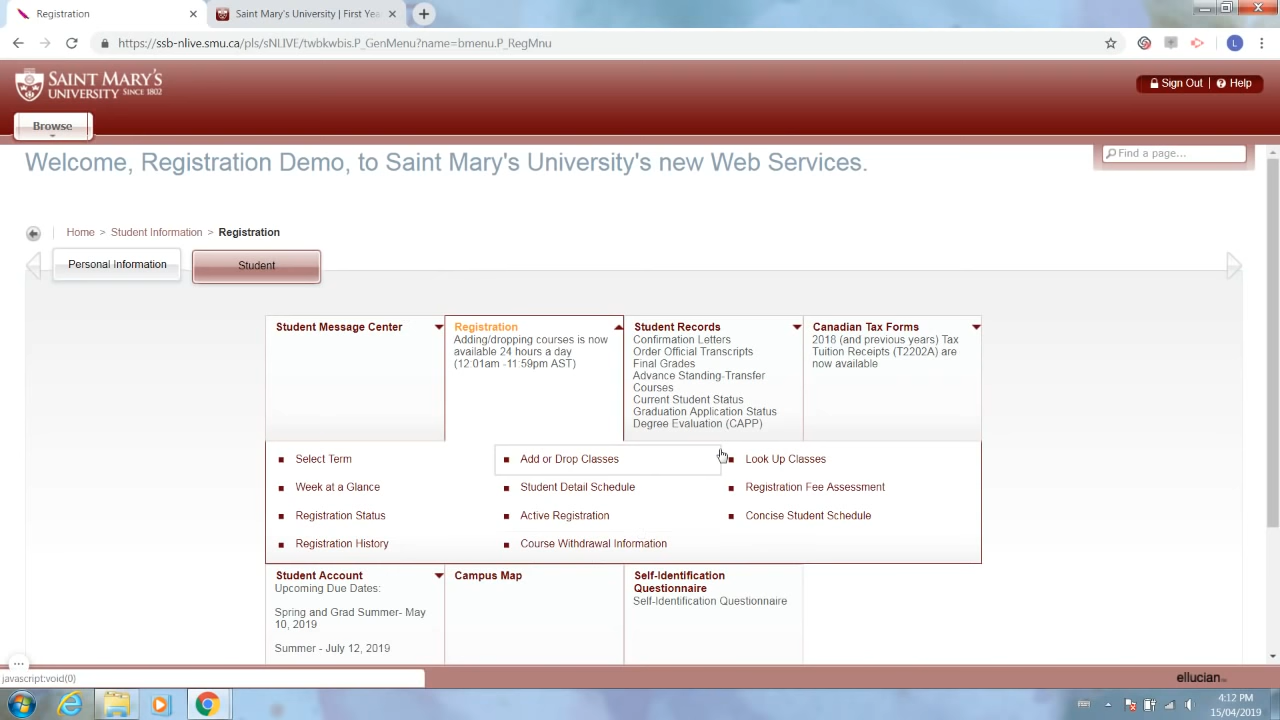 Registration
Saint Mary's University | First Yea
https://ssb-nlive.smu.ca/pls/sNLIVE/twbkwbis.P_GenMenu?name=bmenu.P_RegMnu
L
SAINT MARY'S
UNIVERSITY SINCE 1802
Sign Out | Help
Browse
Welcome, Registration Demo, to Saint Mary's University's new Web Services.
Find a page...
Home > Student Information > Registration
Personal Information
Student
Student Message Center
Registration
Adding/dropping courses is now
available 24 hours a day
(12:01am -11:59pm AST)
Student Records
Confirmation Letters
Order Official Transcripts
Final Grades
Advance Standing-Transfer
Courses
Current Student Status
Graduation Application Status
Degree Evaluation (CAPP)
Canadian Tax Forms
2018 (and previous years) Tax
Tuition Receipts (T2202A) are
now available
Select Term
Add or Drop Classes
Look Up Classes
Week at a Glance
Student Detail Schedule
Registration Fee Assessment
Registration Status
Active Registration
Concise Student Schedule
Registration History
Course Withdrawal Information
Student Account
Upcoming Due Dates:
Spring and Grad Summer- May
10, 2019
Summer - July 12, 2019
Campus Map
Self-Identification
Questionnaire
Self-Identification Questionnaire
javascript:void(0)
ellucian
4:12 PM
15/04/2019